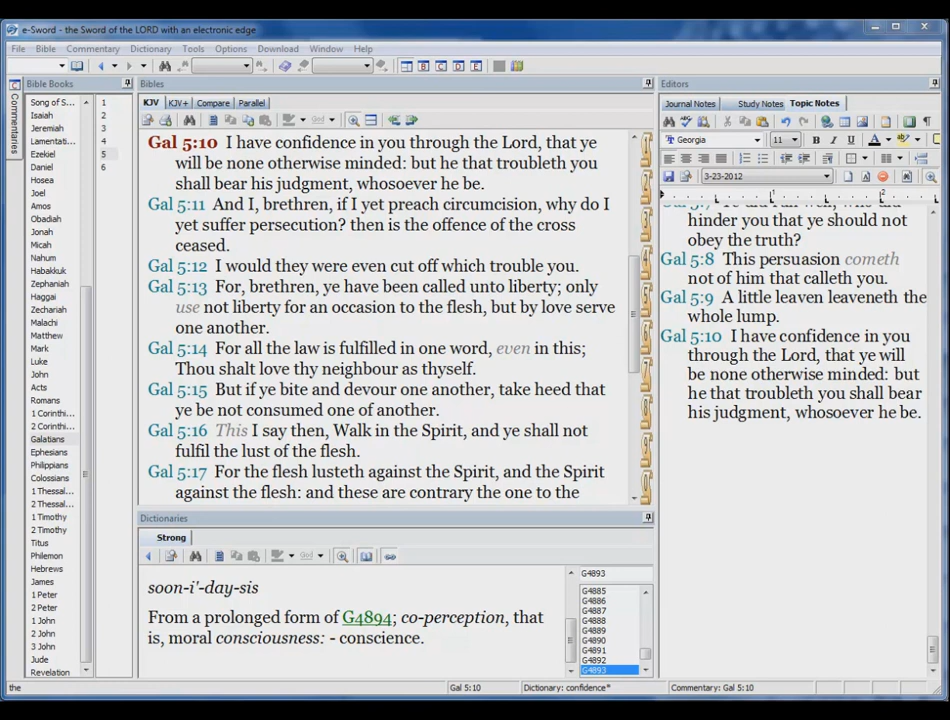 e-Sword - the Sword of the LORD with an electronic edge
File Bible Commentary Dictionary Tools Options Download Window Help
B C D E
Commentaries
Bible Books
Song of S...
Isaiah
Jeremiah
Lamentati...
Ezekiel
Daniel
Hosea
Joel
Amos
Obadiah
Jonah
Micah
Nahum
Habakkuk
Zephaniah
Haggai
Zechariah
Malachi
Matthew
Mark
Luke
John
Acts
Romans
1 Corinthi...
2 Corinthi...
Galatians
Ephesians
Philippians
Colossians
1 Thessal...
2 Thessal...
1 Timothy
2 Timothy
Titus
Philemon
Hebrews
James
1 Peter
2 Peter
1 John
2 John
3 John
Jude
Revelation
1
2
3
4
5
6
Bibles
KJV KJV+ Compare Parallel
God
Gal 5:10 I have confidence in you through the Lord, that ye
will be none otherwise minded: but he that troubleth you
shall bear his judgment, whosoever he be.
Gal 5:11 And I, brethren, if I yet preach circumcision, why do I
yet suffer persecution? then is the offence of the cross
ceased.
Gal 5:12 I would they were even cut off which trouble you.
Gal 5:13 For, brethren, ye have been called unto liberty; only
use not liberty for an occasion to the flesh, but by love serve
one another.
Gal 5:14 For all the law is fulfilled in one word, even in this;
Thou shalt love thy neighbour as thyself.
Gal 5:15 But if ye bite and devour one another, take heed that
ye be not consumed one of another.
Gal 5:16 This I say then, Walk in the Spirit, and ye shall not
fulfil the lust of the flesh.
Gal 5:17 For the flesh lusteth against the Spirit, and the Spirit
against the flesh: and these are contrary the one to the
1
2
3
4
5
6
7
8
9
0
Dictionaries
Strong
God
soon-i'-day-sis
From a prolonged form of G4894; co-perception, that
is, moral consciousness: - conscience.
G4893
G4885
G4886
G4887
G4888
G4889
G4890
G4891
G4892
G4893
Editors
Journal Notes Study Notes Topic Notes
Georgia 11 B I U A
3-23-2012
1 2
hinder you that ye should not
obey the truth?
Gal 5:8 This persuasion cometh
not of him that calleth you.
Gal 5:9 A little leaven leaveneth the
whole lump.
Gal 5:10 I have confidence in you
through the Lord, that ye will
be none otherwise minded: but
he that troubleth you shall bear
his judgment, whosoever he be.
the Gal 5:10 Dictionary: confidence* Commentary: Gal 5:10